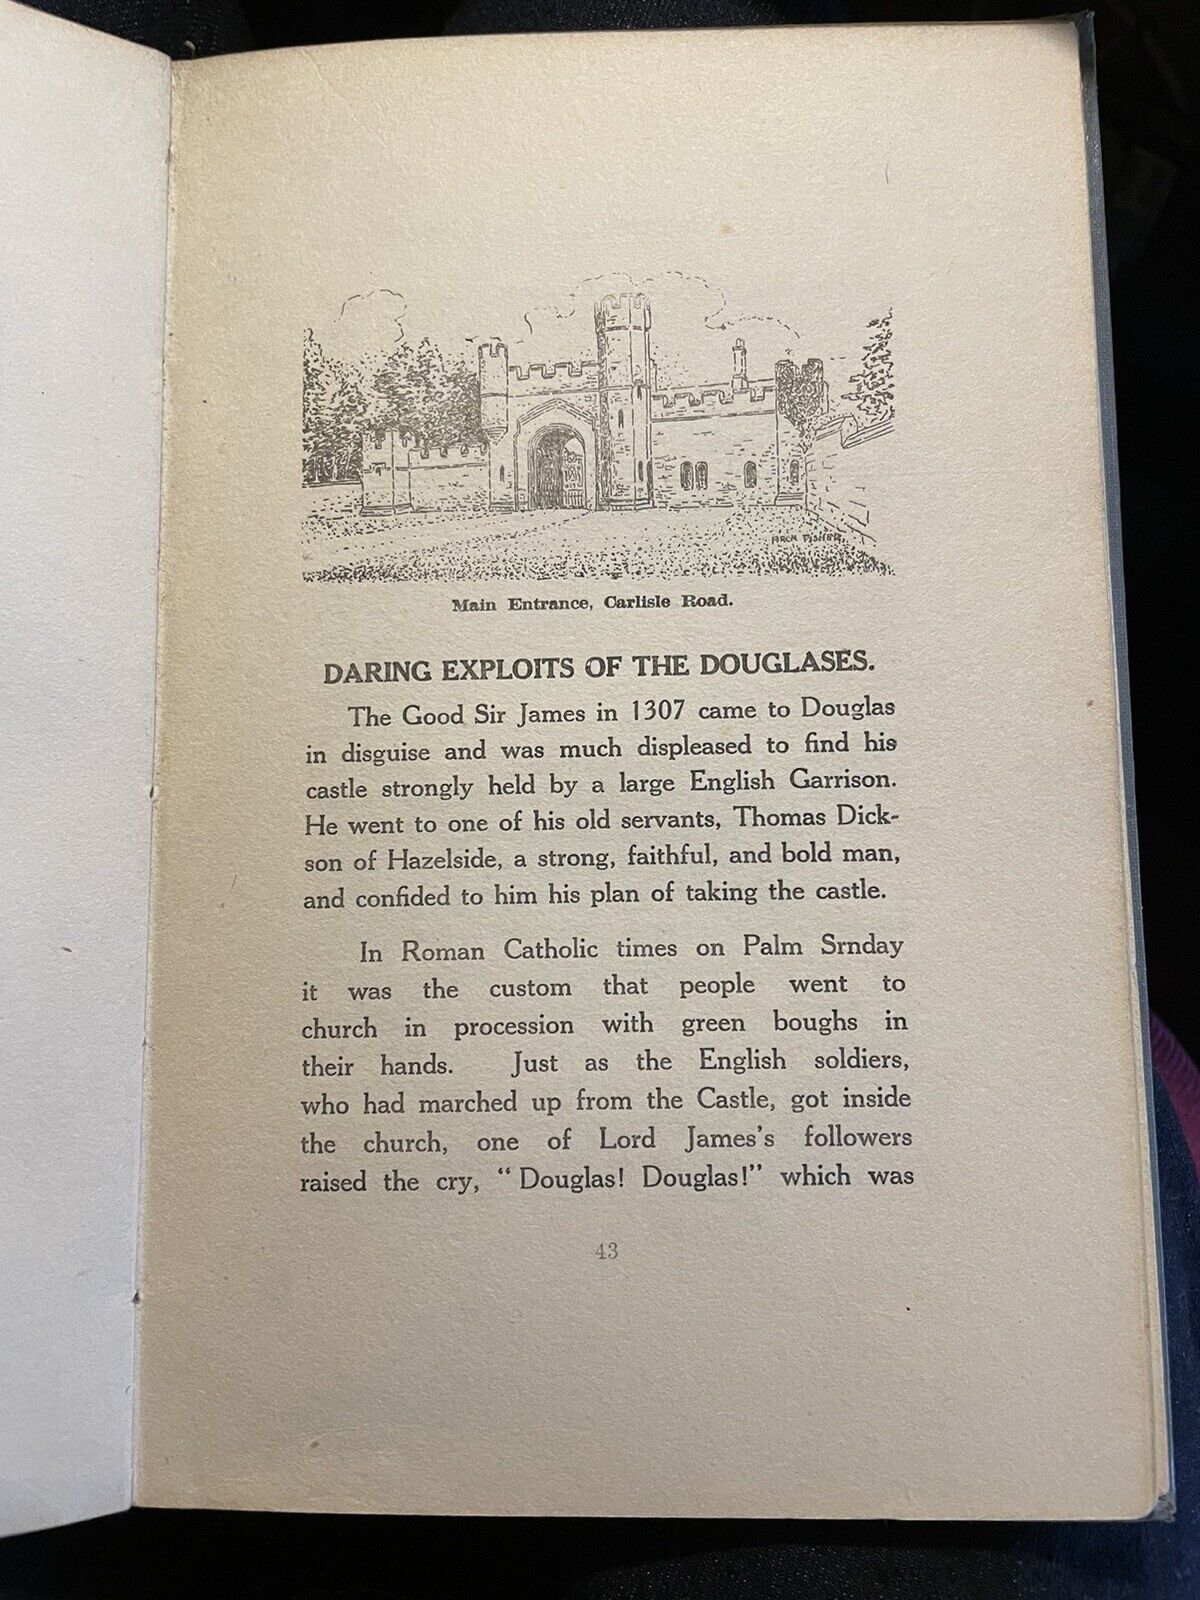 ARCH FISHER.
Main Entrance, Carlisle Road.
DARING EXPLOITS OF THE DOUGLASES.
The Good Sir James in 1307 came to Douglas
in disguise and was much displeased to find his
castle strongly held by a large English Garrison.
He went to one of his old servants, Thomas Dick-
son of Hazelside, a strong, faithful, and bold man,
and confided to him his plan of taking the castle.
In Roman Catholic times on Palm Srnday
it was the custom that people went to
church in procession with green boughs in
their hands. Just as the English soldiers,
who had marched up from the Castle, got inside
the church, one of Lord James's followers
raised the cry, "Douglas! Douglas!" which was
43